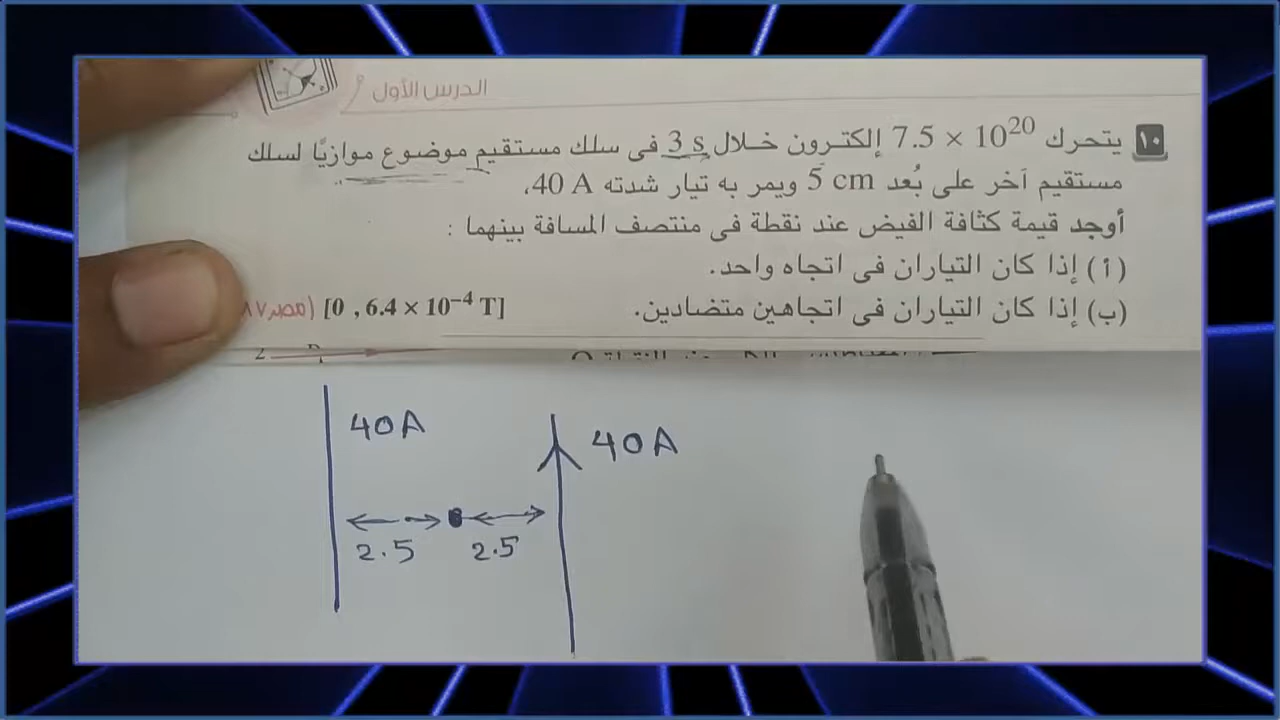 الدرس الأول
١٠ يتحرك 7.5 × 10²⁰ إلكترون خلال 3 s فى سلك مستقيم موضوع موازيًا لسلك
مستقيم آخر على بُعد 5 cm ويمر به تيار شدته 40 A،
أوجد قيمة كثافة الفيض عند نقطة فى منتصف المسافة بينهما :
(أ) إذا كان التياران فى اتجاه واحد.
(ب) إذا كان التياران فى اتجاهين متضادين. (مصر ٨٧ [0 , 6.4 × 10⁻⁴ T]
40A 40A
2.5 2.5